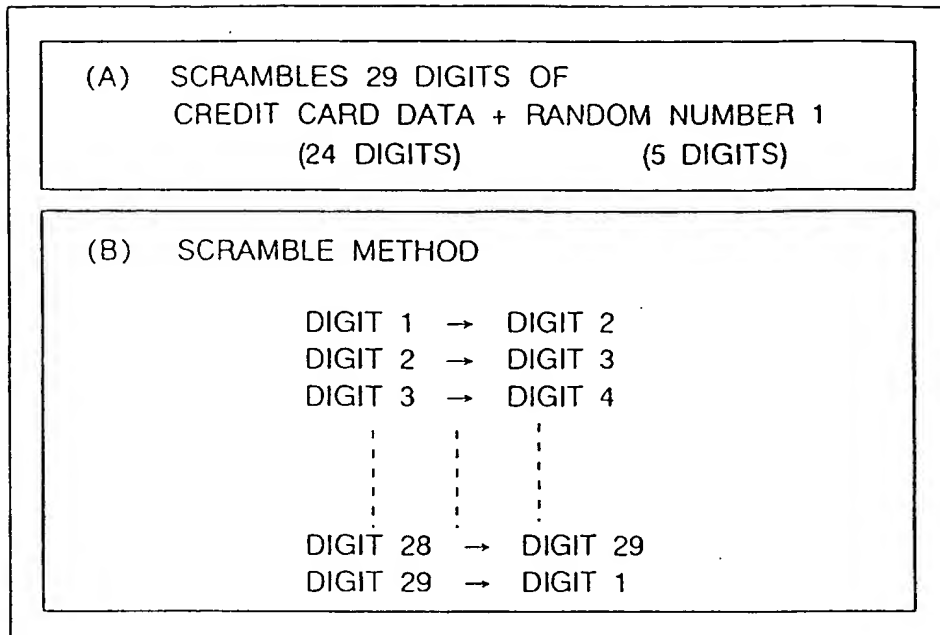 (A) SCRAMBLES 29 DIGITS OF
CREDIT CARD DATA + RANDOM NUMBER 1
(24 DIGITS) (5 DIGITS)
(B) SCRAMBLE METHOD
DIGIT 1 → DIGIT 2
DIGIT 2 → DIGIT 3
DIGIT 3 → DIGIT 4
DIGIT 28 → DIGIT 29
DIGIT 29 → DIGIT 1